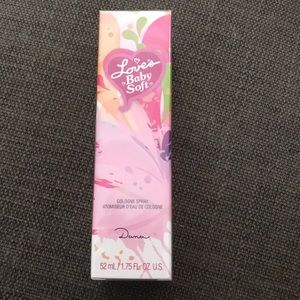 Love's
Baby
Soft®
COLOGNE SPRAY
ATOMISEUR D'EAU DE COLOGNE
Dana
52 mL / 1.75 FL. OZ. U.S.